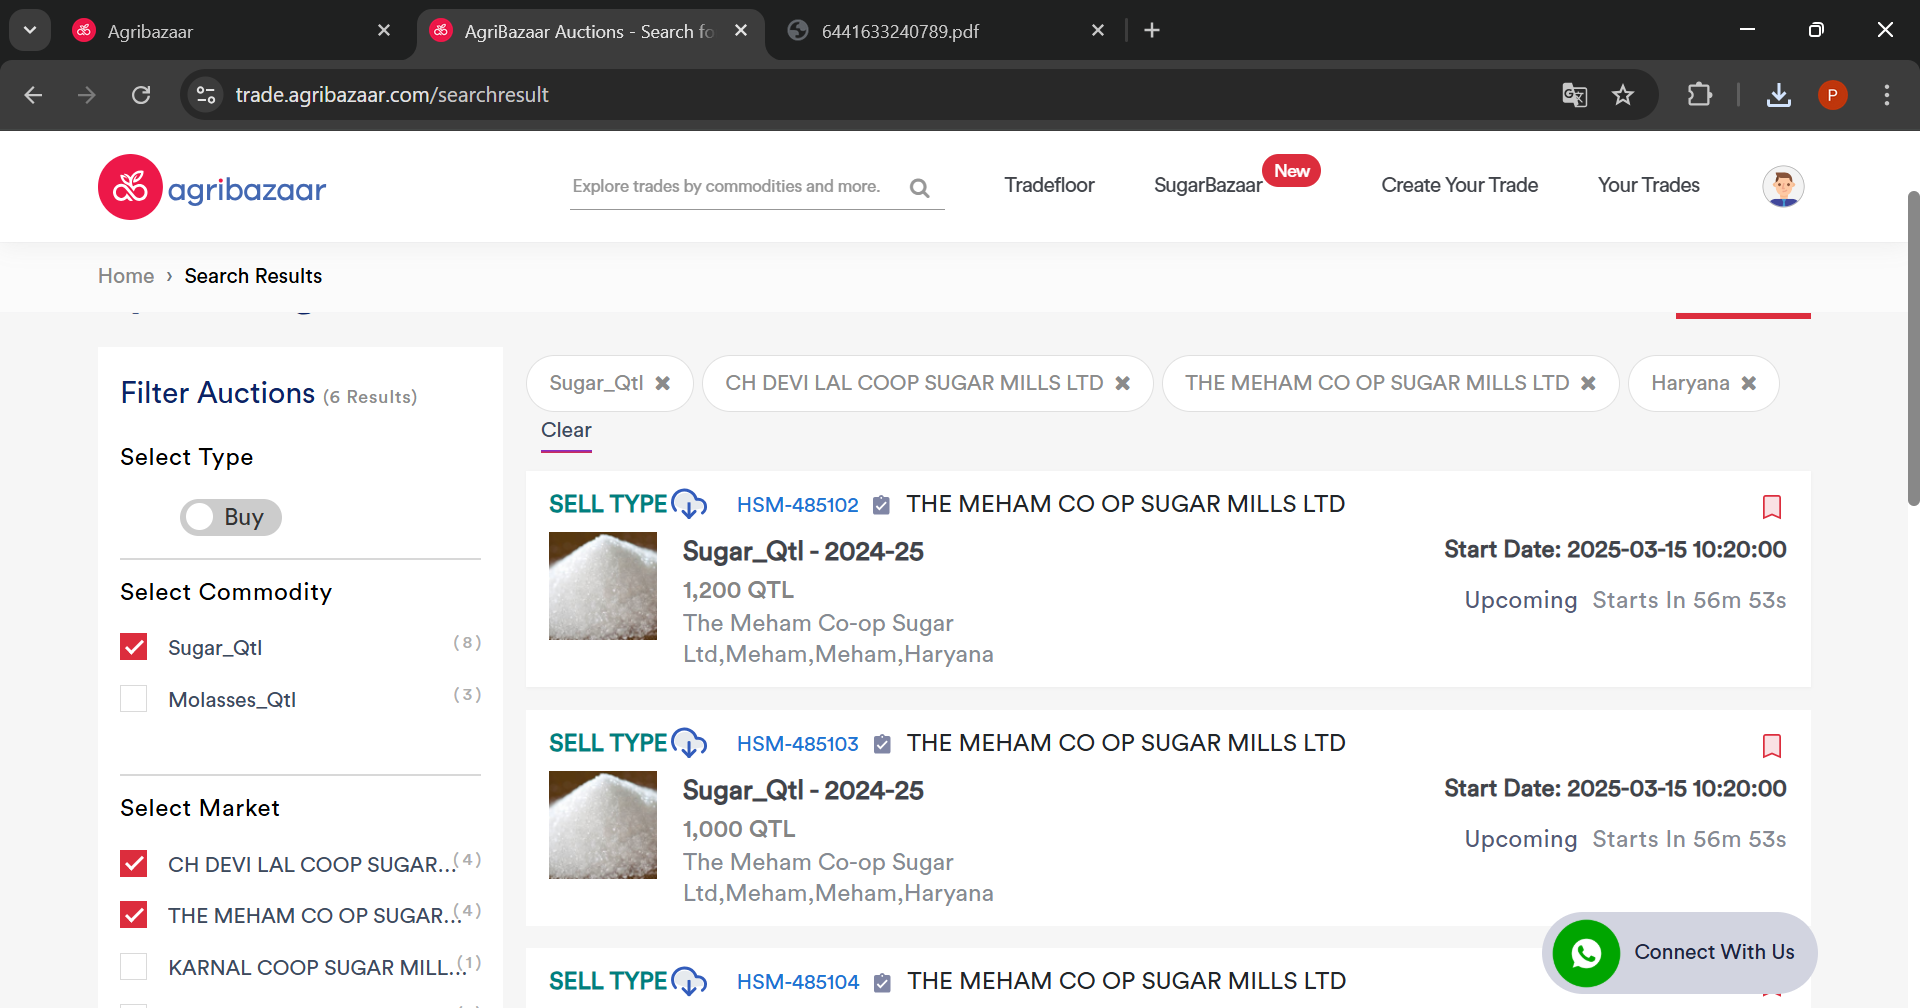 Agribazaar
AgriBazaar Auctions - Search fo
6441633240789.pdf
trade.agribazaar.com/searchresult
P
agribazaar
Explore trades by commodities and more.
Tradefloor
SugarBazaar
New
Create Your Trade
Your Trades
Home › Search Results
Filter Auctions (6 Results)
Select Type
Buy
Select Commodity
Sugar_Qtl (8)
Molasses_Qtl (3)
Select Market
CH DEVI LAL COOP SUGAR... (4)
THE MEHAM CO OP SUGAR... (4)
KARNAL COOP SUGAR MILL... (1)
Sugar_Qtl ✖
CH DEVI LAL COOP SUGAR MILLS LTD ✖
THE MEHAM CO OP SUGAR MILLS LTD ✖
Haryana ✖
Clear
SELL TYPE HSM-485102 THE MEHAM CO OP SUGAR MILLS LTD
Sugar_Qtl - 2024-25
1,200 QTL
The Meham Co-op Sugar
Ltd,Meham,Meham,Haryana
Start Date: 2025-03-15 10:20:00
Upcoming Starts In 56m 53s
SELL TYPE HSM-485103 THE MEHAM CO OP SUGAR MILLS LTD
Sugar_Qtl - 2024-25
1,000 QTL
The Meham Co-op Sugar
Ltd,Meham,Meham,Haryana
Start Date: 2025-03-15 10:20:00
Upcoming Starts In 56m 53s
SELL TYPE HSM-485104 THE MEHAM CO OP SUGAR MILLS LTD
Connect With Us